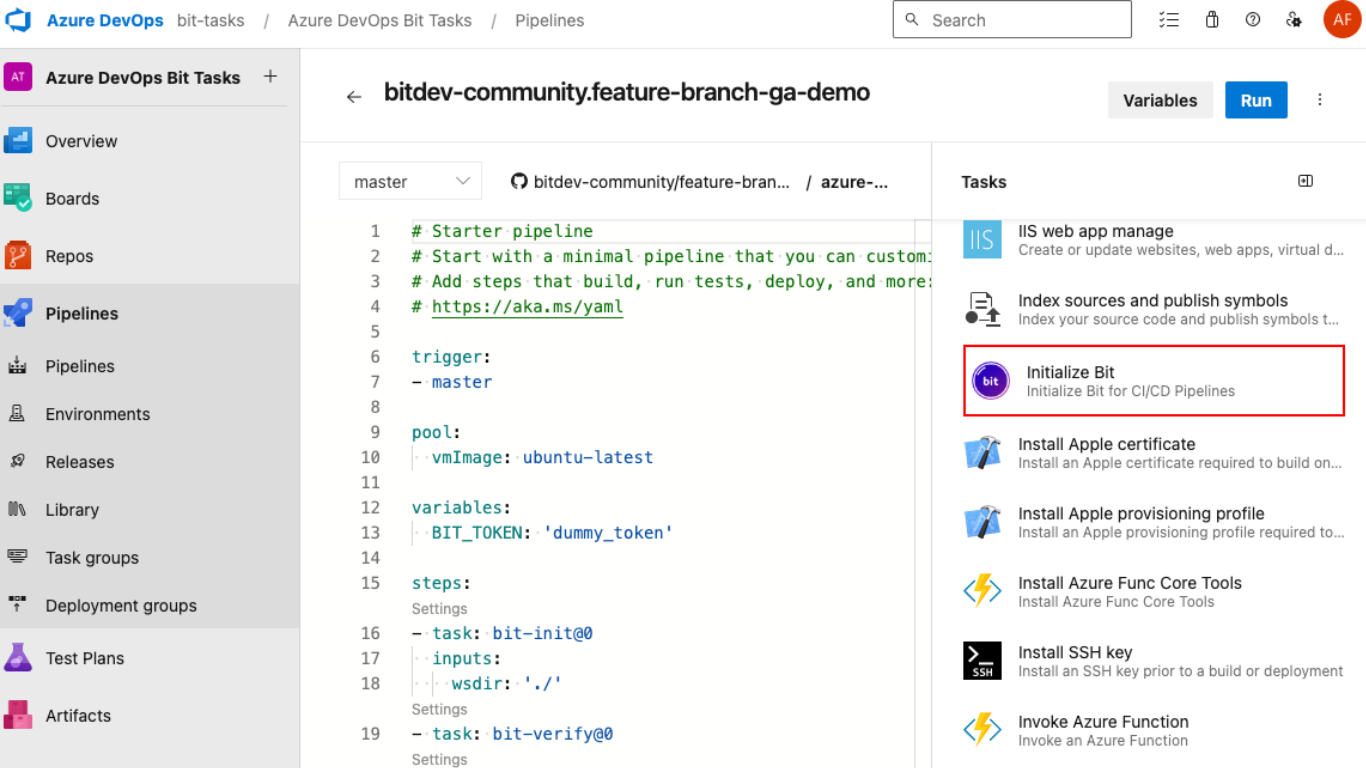 Azure DevOps bit-tasks / Azure DevOps Bit Tasks / Pipelines
Search
AF
AT Azure DevOps Bit Tasks +
Overview
Boards
Repos
Pipelines
Pipelines
Environments
Releases
Library
Task groups
Deployment groups
Test Plans
Artifacts
bitdev-community.feature-branch-ga-demo
Variables
Run
master
bitdev-community/feature-bran... / azure-...
1 # Starter pipeline
2 # Start with a minimal pipeline that you can customi
3 # Add steps that build, run tests, deploy, and more:
4 # https://aka.ms/yaml
5
6 trigger:
7 - master
8
9 pool:
10 vmImage: ubuntu-latest
11
12 variables:
13 BIT_TOKEN: 'dummy_token'
14
15 steps:
Settings
16 - task: bit-init@0
17 inputs:
18 wsdir: './'
Settings
19 - task: bit-verify@0
Settings
Tasks
IIS
IIS web app manage
Create or update websites, web apps, virtual d...
Index sources and publish symbols
Index your source code and publish symbols t...
bit
Initialize Bit
Initialize Bit for CI/CD Pipelines
Install Apple certificate
Install an Apple certificate required to build on...
Install Apple provisioning profile
Install an Apple provisioning profile required to...
Install Azure Func Core Tools
Install Azure Func Core Tools
SSH
Install SSH key
Install an SSH key prior to a build or deployment
Invoke Azure Function
Invoke an Azure Function